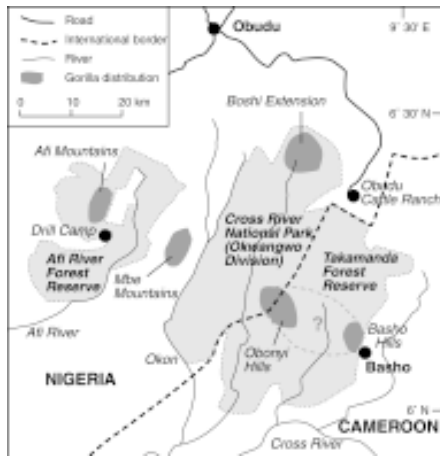 Road
International border
River
Gorilla distribution
0 10 20 km
Obudu
9˚ 30' E
Boshi Extension
6˚ 30' N
Afi Mountains
Obudu
Cattle Ranch
Drill Camp
Cross River
National Park
(Okwangwo
Division)
Takamanda
Forest
Reserve
Afi River
Forest
Reserve
Mbe
Mountains
Afi River
?
Basho
Hills
Okon
Obonyi
Hills
Basho
NIGERIA
6˚ N
CAMEROON
Cross River